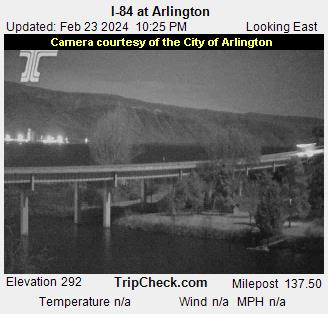 I-84 at Arlington
Updated: Feb 23 2024 10:25 PM Looking East
Camera courtesy of the City of Arlington
Elevation 292 TripCheck.com Milepost 137.50
Temperature n/a Wind n/a MPH n/a